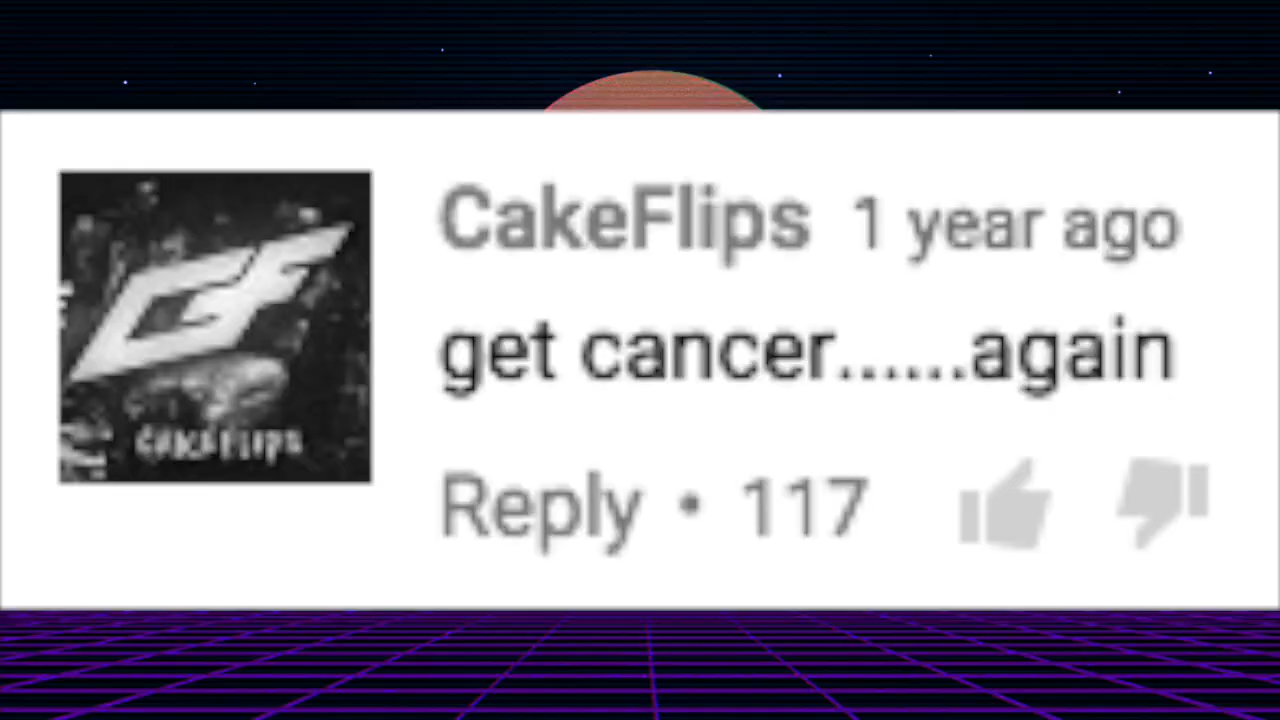 CAKEFLIPS
CakeFlips 1 year ago
get cancer......again
Reply • 117